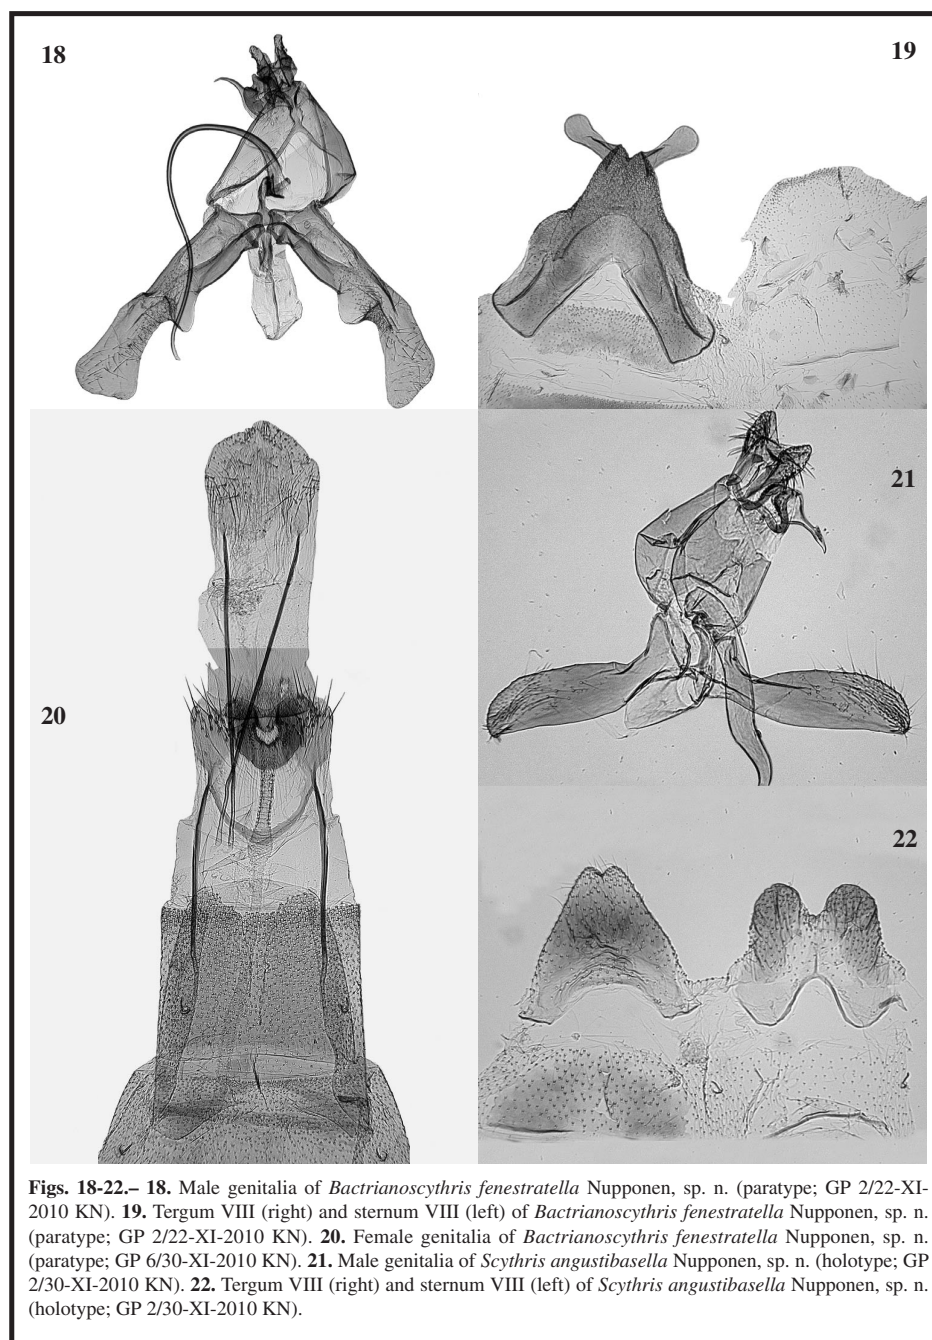 18
19
20
21
22
Figs. 18-22.– 18. Male genitalia of Bactrianoscythris fenestratella Nupponen, sp. n. (paratype; GP 2/22-XI-
2010 KN). 19. Tergum VIII (right) and sternum VIII (left) of Bactrianoscythris fenestratella Nupponen, sp. n.
(paratype; GP 2/22-XI-2010 KN). 20. Female genitalia of Bactrianoscythris fenestratella Nupponen, sp. n.
(paratype; GP 6/30-XI-2010 KN). 21. Male genitalia of Scythris angustibasella Nupponen, sp. n. (holotype; GP
2/30-XI-2010 KN). 22. Tergum VIII (right) and sternum VIII (left) of Scythris angustibasella Nupponen, sp. n.
(holotype; GP 2/30-XI-2010 KN).